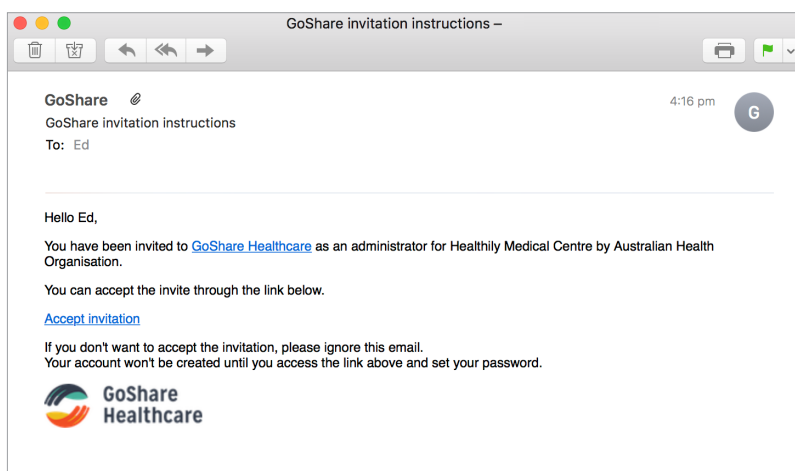 GoShare invitation instructions –
GoShare
4:16 pm
G
GoShare invitation instructions
To: Ed
Hello Ed,
You have been invited to GoShare Healthcare as an administrator for Healthily Medical Centre by Australian Health
Organisation.
You can accept the invite through the link below.
Accept invitation
If you don't want to accept the invitation, please ignore this email.
Your account won't be created until you access the link above and set your password.
GoShare
Healthcare